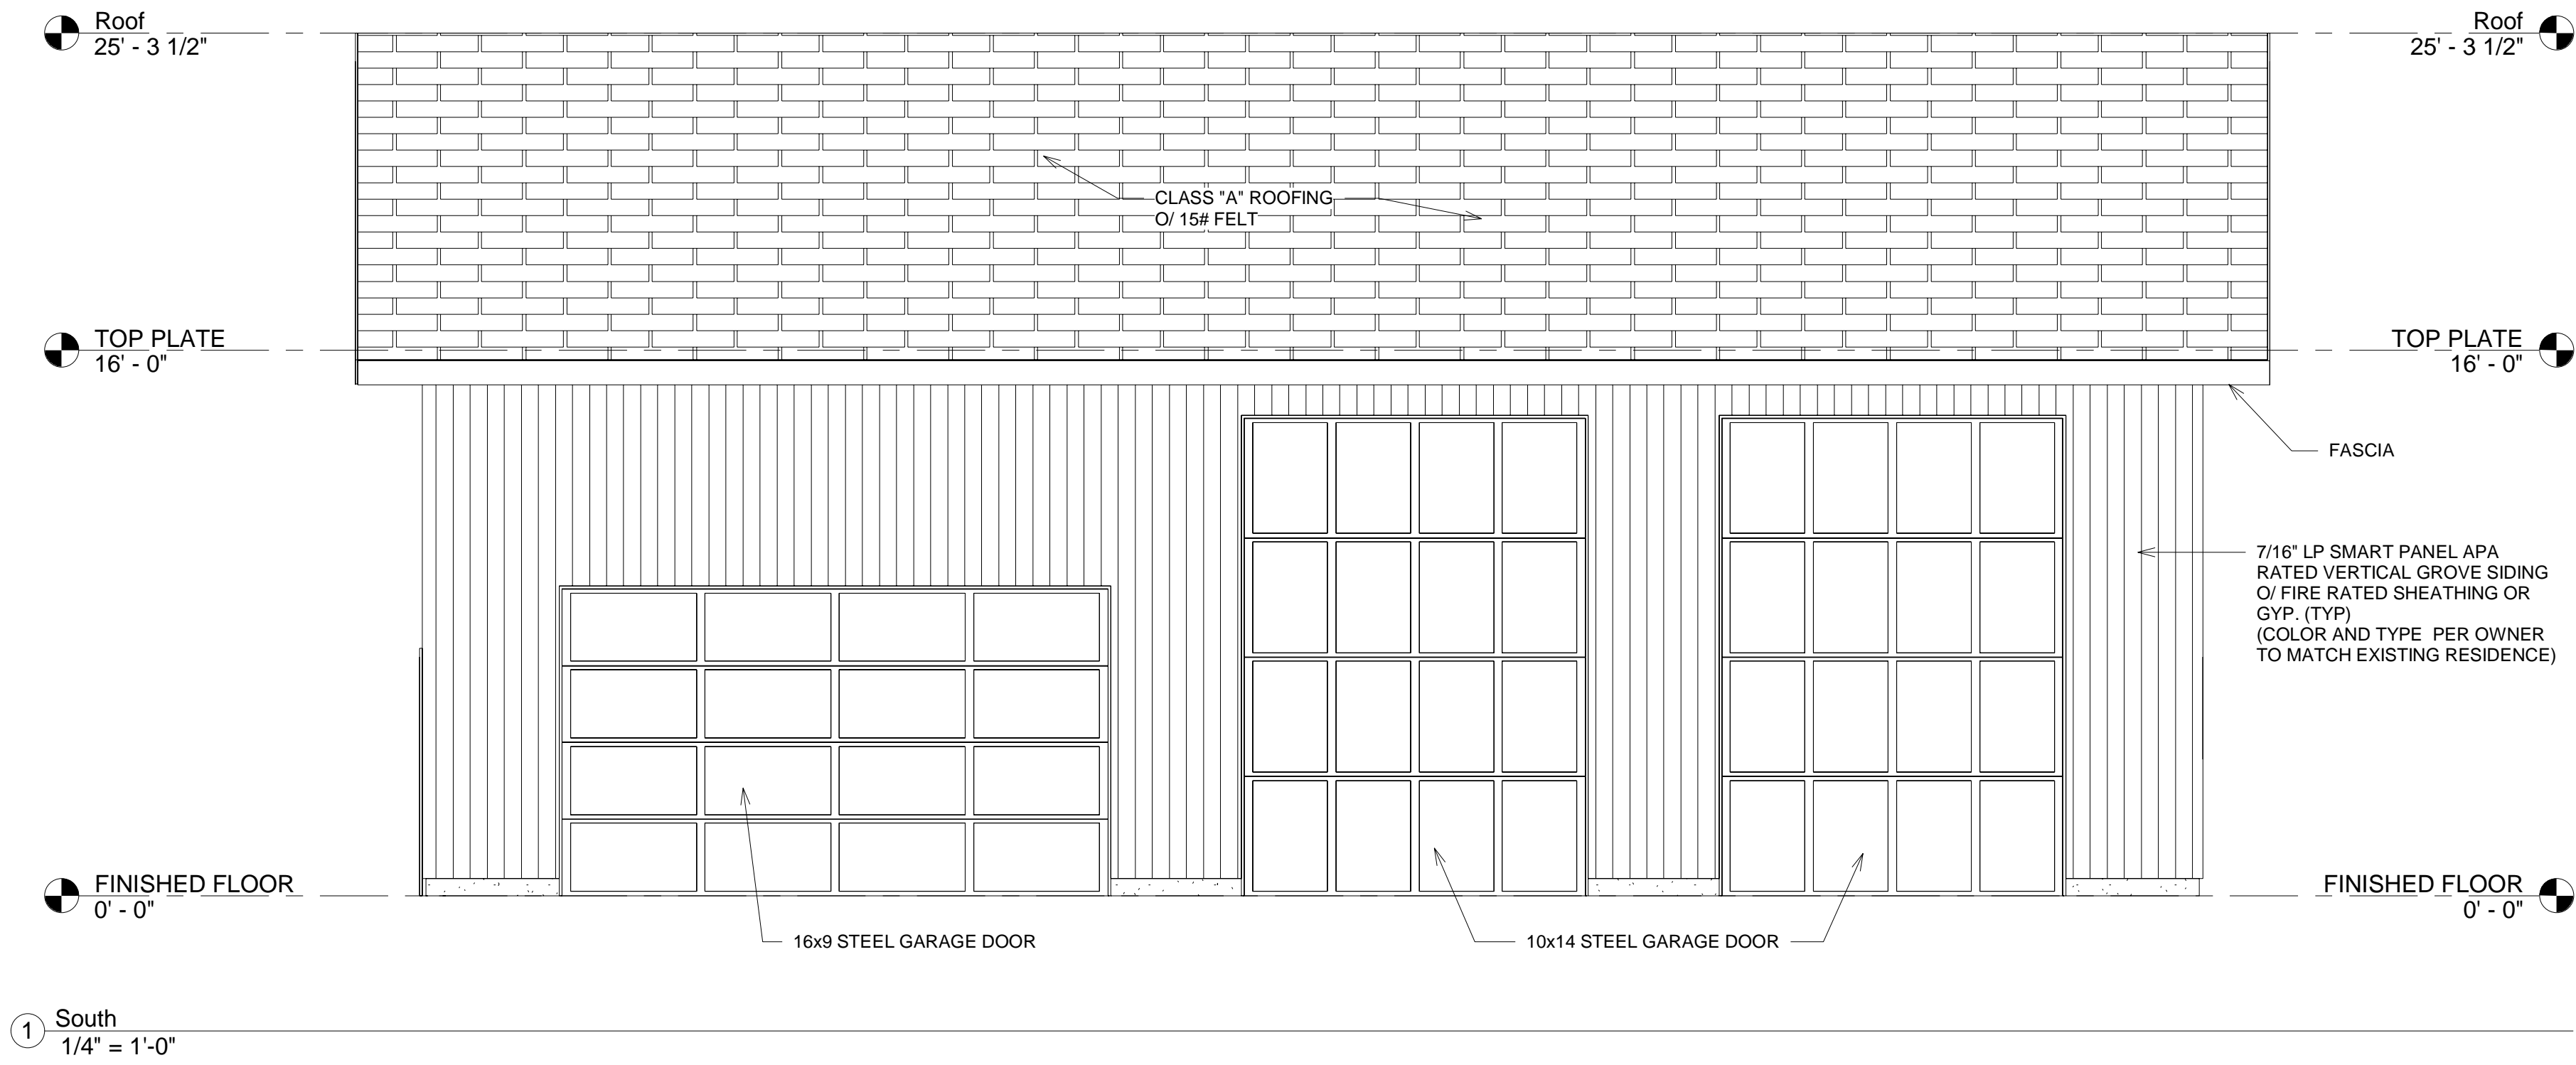 Roof
25' - 3 1/2"
Roof
25' - 3 1/2"
CLASS "A" ROOFING
O/ 15# FELT
TOP PLATE
16' - 0"
TOP PLATE
16' - 0"
FASCIA
7/16" LP SMART PANEL APA
RATED VERTICAL GROVE SIDING
O/ FIRE RATED SHEATHING OR
GYP. (TYP)
(COLOR AND TYPE PER OWNER
TO MATCH EXISTING RESIDENCE)
FINISHED FLOOR
0' - 0"
FINISHED FLOOR
0' - 0"
16x9 STEEL GARAGE DOOR
10x14 STEEL GARAGE DOOR
1
South
1/4" = 1'-0"